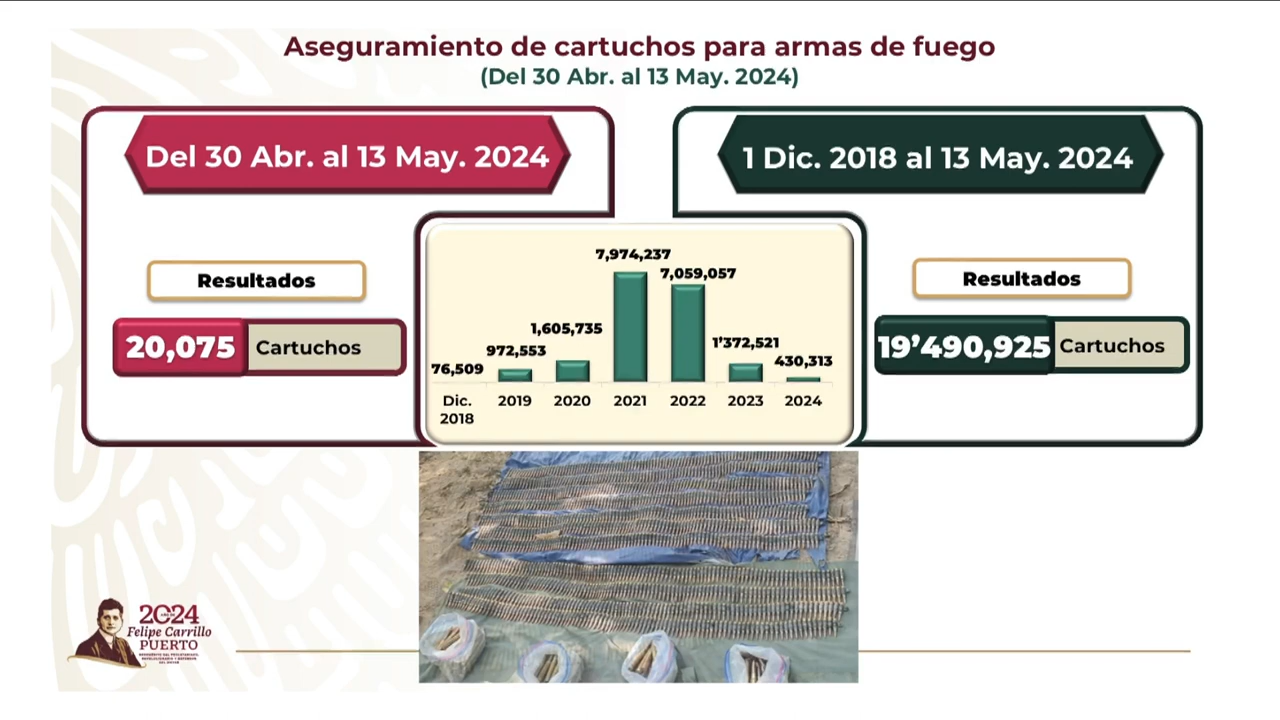 Aseguramiento de cartuchos para armas de fuego
(Del 30 Abr. al 13 May. 2024)
Del 30 Abr. al 13 May. 2024
1 Dic. 2018 al 13 May. 2024
Resultados
20,075 Cartuchos
7,974,237
7,059,057
1,605,735
1'372,521
972,553
430,313
76,509
Dic. 2019 2020 2021 2022 2023 2024
2018
Resultados
19’490,925 Cartuchos
2024
Felipe Carrillo
PUERTO